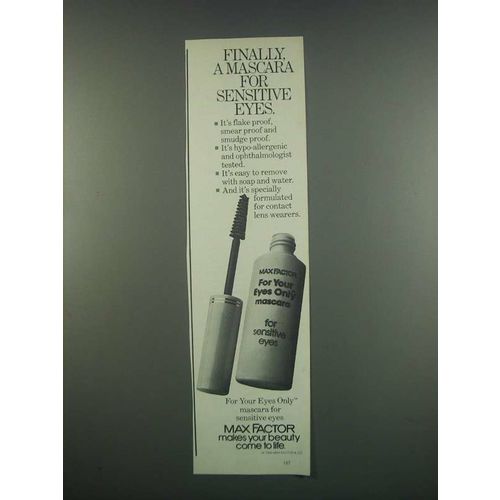 FINALLY,
A MASCARA
FOR
SENSITIVE
EYES.
■ It's flake proof,
smear proof and
smudge proof.
■ It's hypo-allergenic
and ophthalmologist
tested.
■ It's easy to remove
with soap and water.
■ And it's specially
formulated
for contact
lens wearers.
MAX FACTOR
For Your
Eyes Only
mascara
for
sensitive
eyes
For Your Eyes Only™
mascara for
sensitive eyes
MAX FACTOR
makes your beauty
come to life.
187